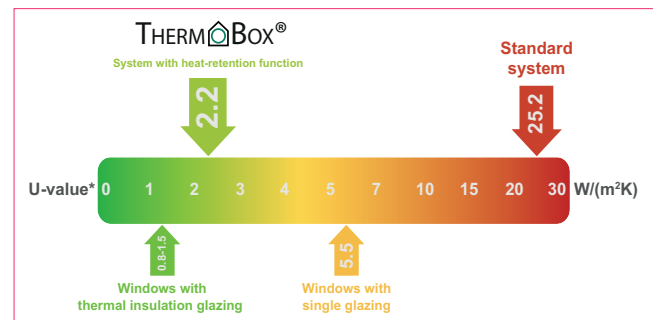 THERMOBOX®
System with heat-retention function
2.2
Standard
system
25.2
U-value* 0 1 2 3 4 5 7 10 15 20 30 W/(m²K)
0.8-1.5
Windows with
thermal insulation glazing
5.5
Windows with
single glazing